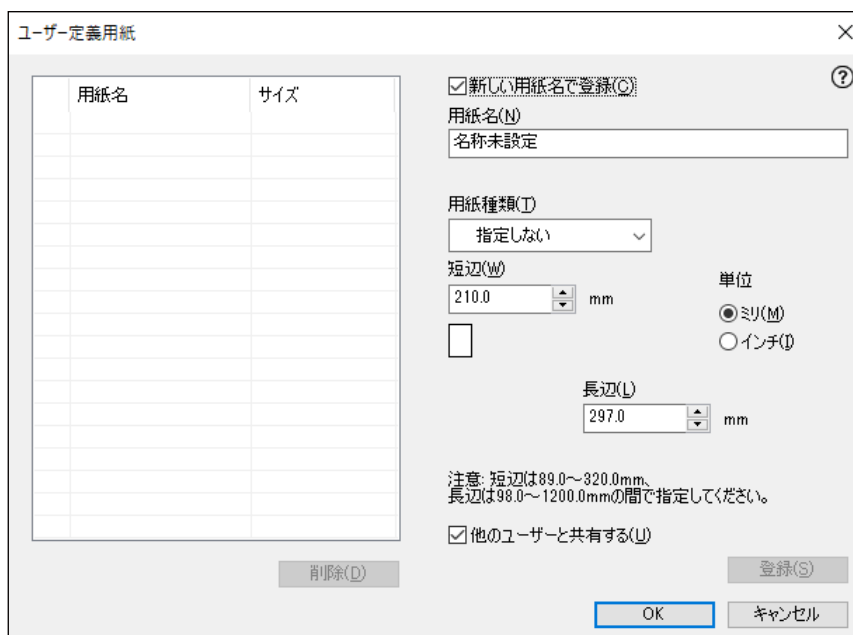 ユーザー定義用紙
用紙名 サイズ
削除(D)
新しい用紙名で登録(C)
用紙名(N)
名称未設定
用紙種類(T)
指定しない
短辺(W)
210.0 mm
単位
ミリ(M)
インチ(I)
長辺(L)
297.0 mm
注意: 短辺は89.0～320.0mm、
長辺は98.0～1200.0mmの間で指定してください。
他のユーザーと共有する(U)
登録(S)
OK キャンセル